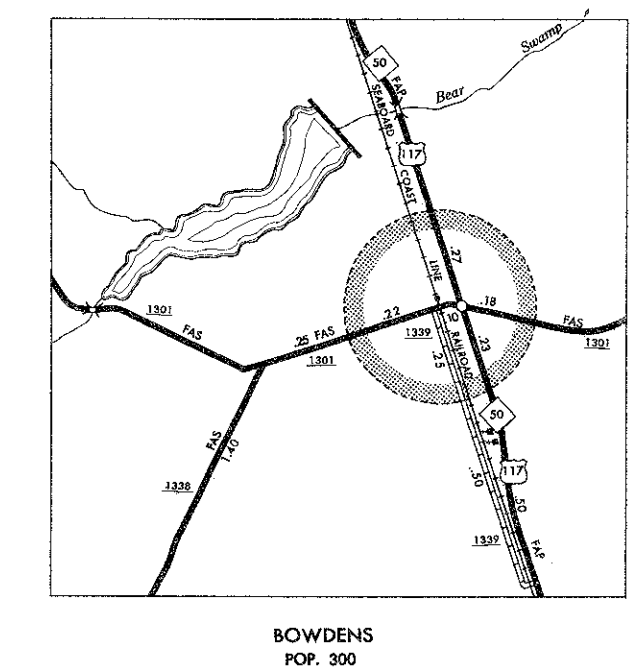 Swamp
Bear
50
FAP
SEABOARD
COAST
LINE
RAILROAD
117
.27
.18
FAS
1301
.22
10
1339
.25
.23
1301
FAS
.25 FAS
1301
FAS
1.40
1338
50
117
.50
.50
1339
FAP
BOWDENS
POP. 300